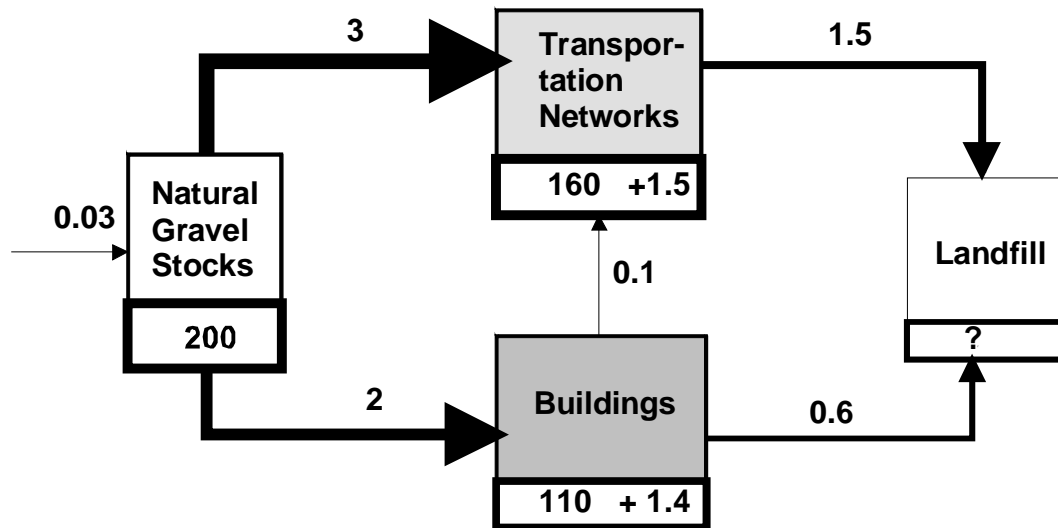 3
Transpor-
tation
Networks
1.5
160 +1.5
Natural
Gravel
Stocks
0.03
200
0.1
Landfill
?
2
Buildings
0.6
110 + 1.4